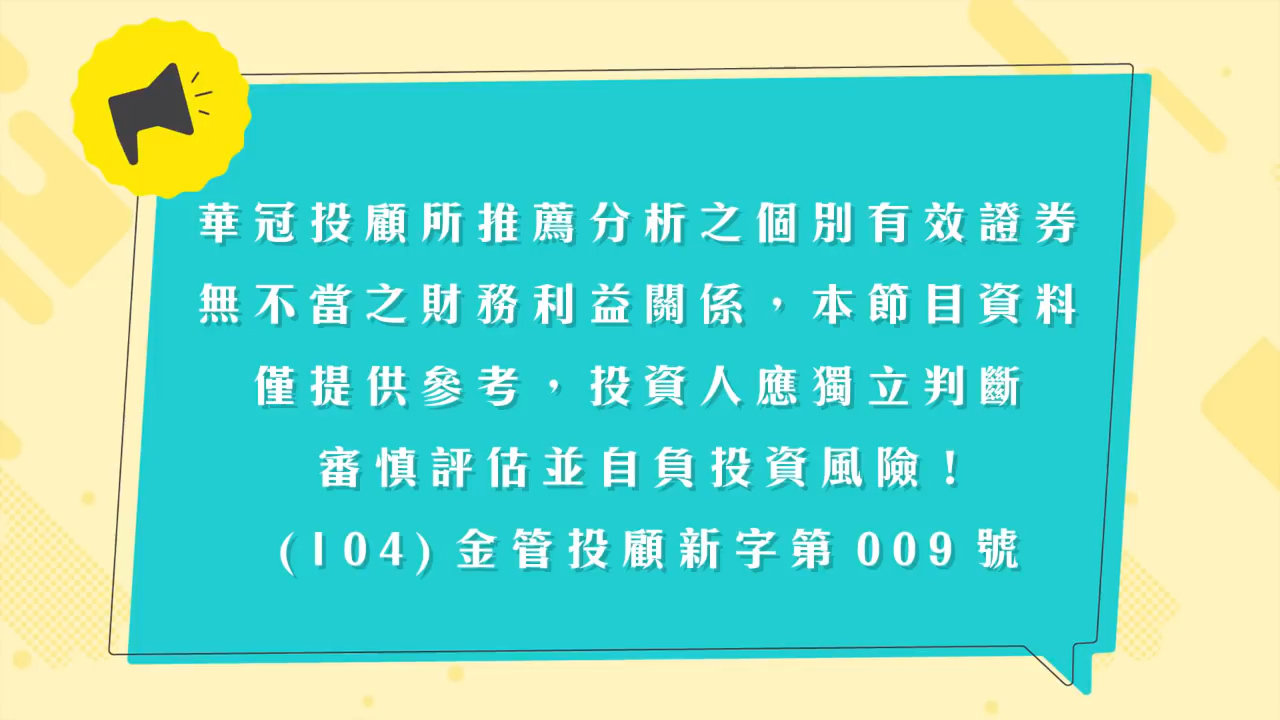 華冠投顧所推薦分析之個別有效證券
無不當之財務利益關係，本節目資料
僅提供參考，投資人應獨立判斷
審慎評估並自負投資風險！
(104) 金管投顧新字第 009 號